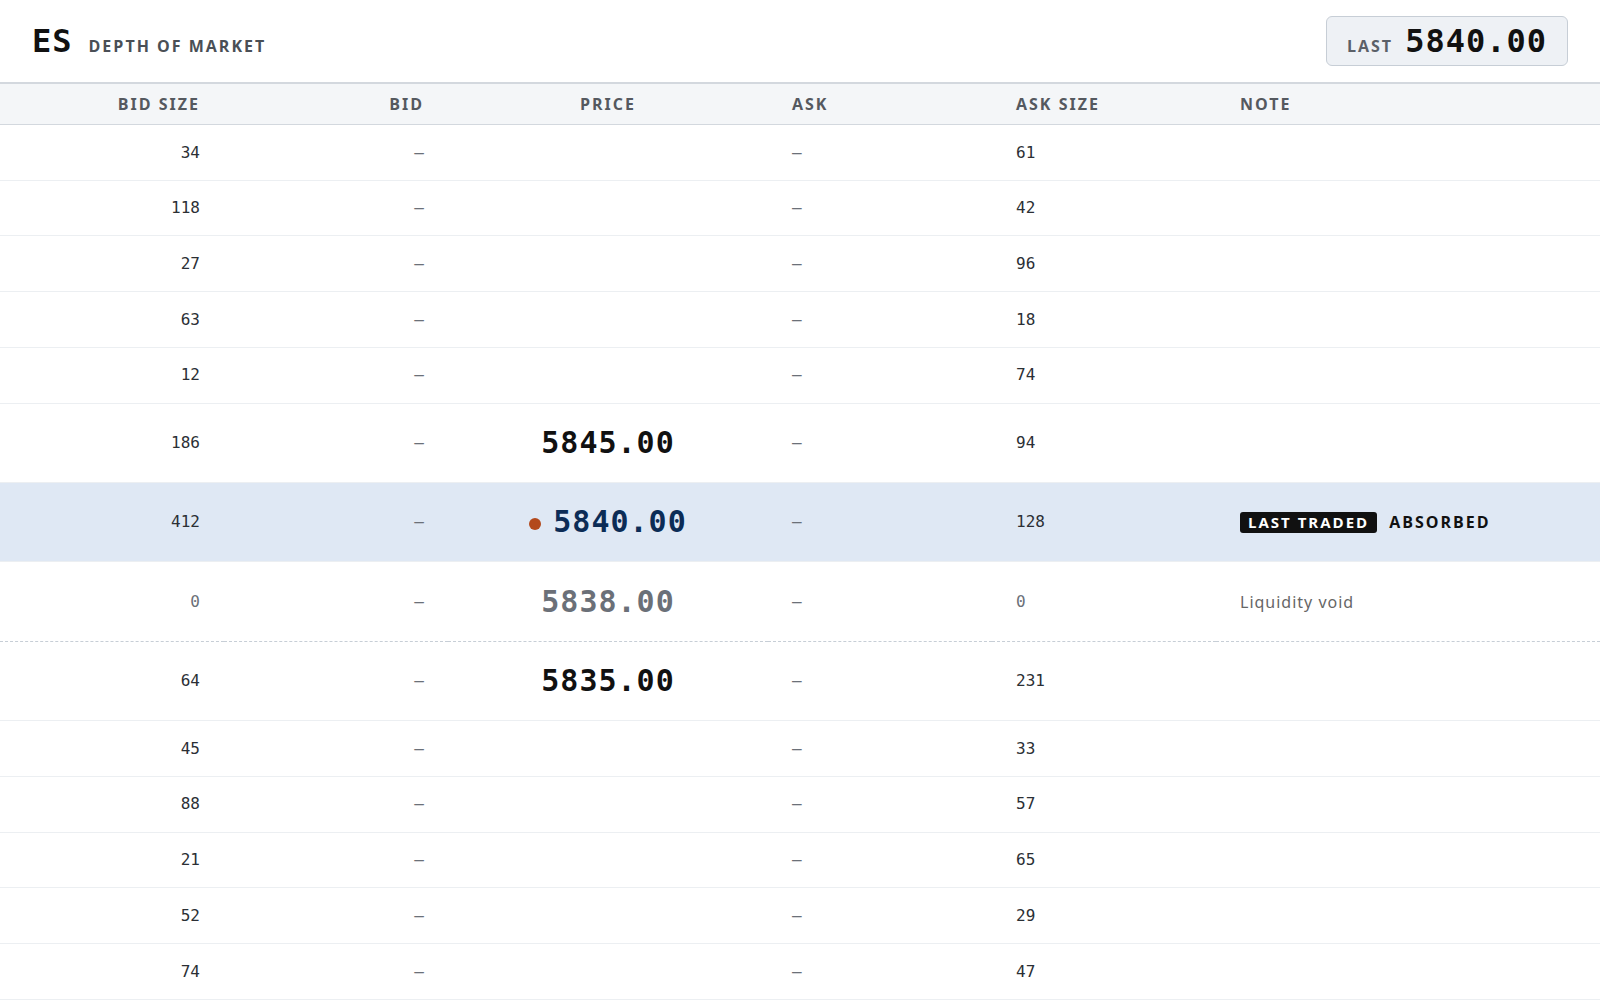 ES DEPTH OF MARKET LAST 5840.00
BID SIZE BID PRICE ASK ASK SIZE NOTE
34 — — 61
118 — — 42
27 — — 96
63 — — 18
12 — — 74
186 — 5845.00 — 94
412 — 5840.00 — 128 LAST TRADED ABSORBED
0 — 5838.00 — 0 Liquidity void
64 — 5835.00 — 231
45 — — 33
88 — — 57
21 — — 65
52 — — 29
74 — — 47